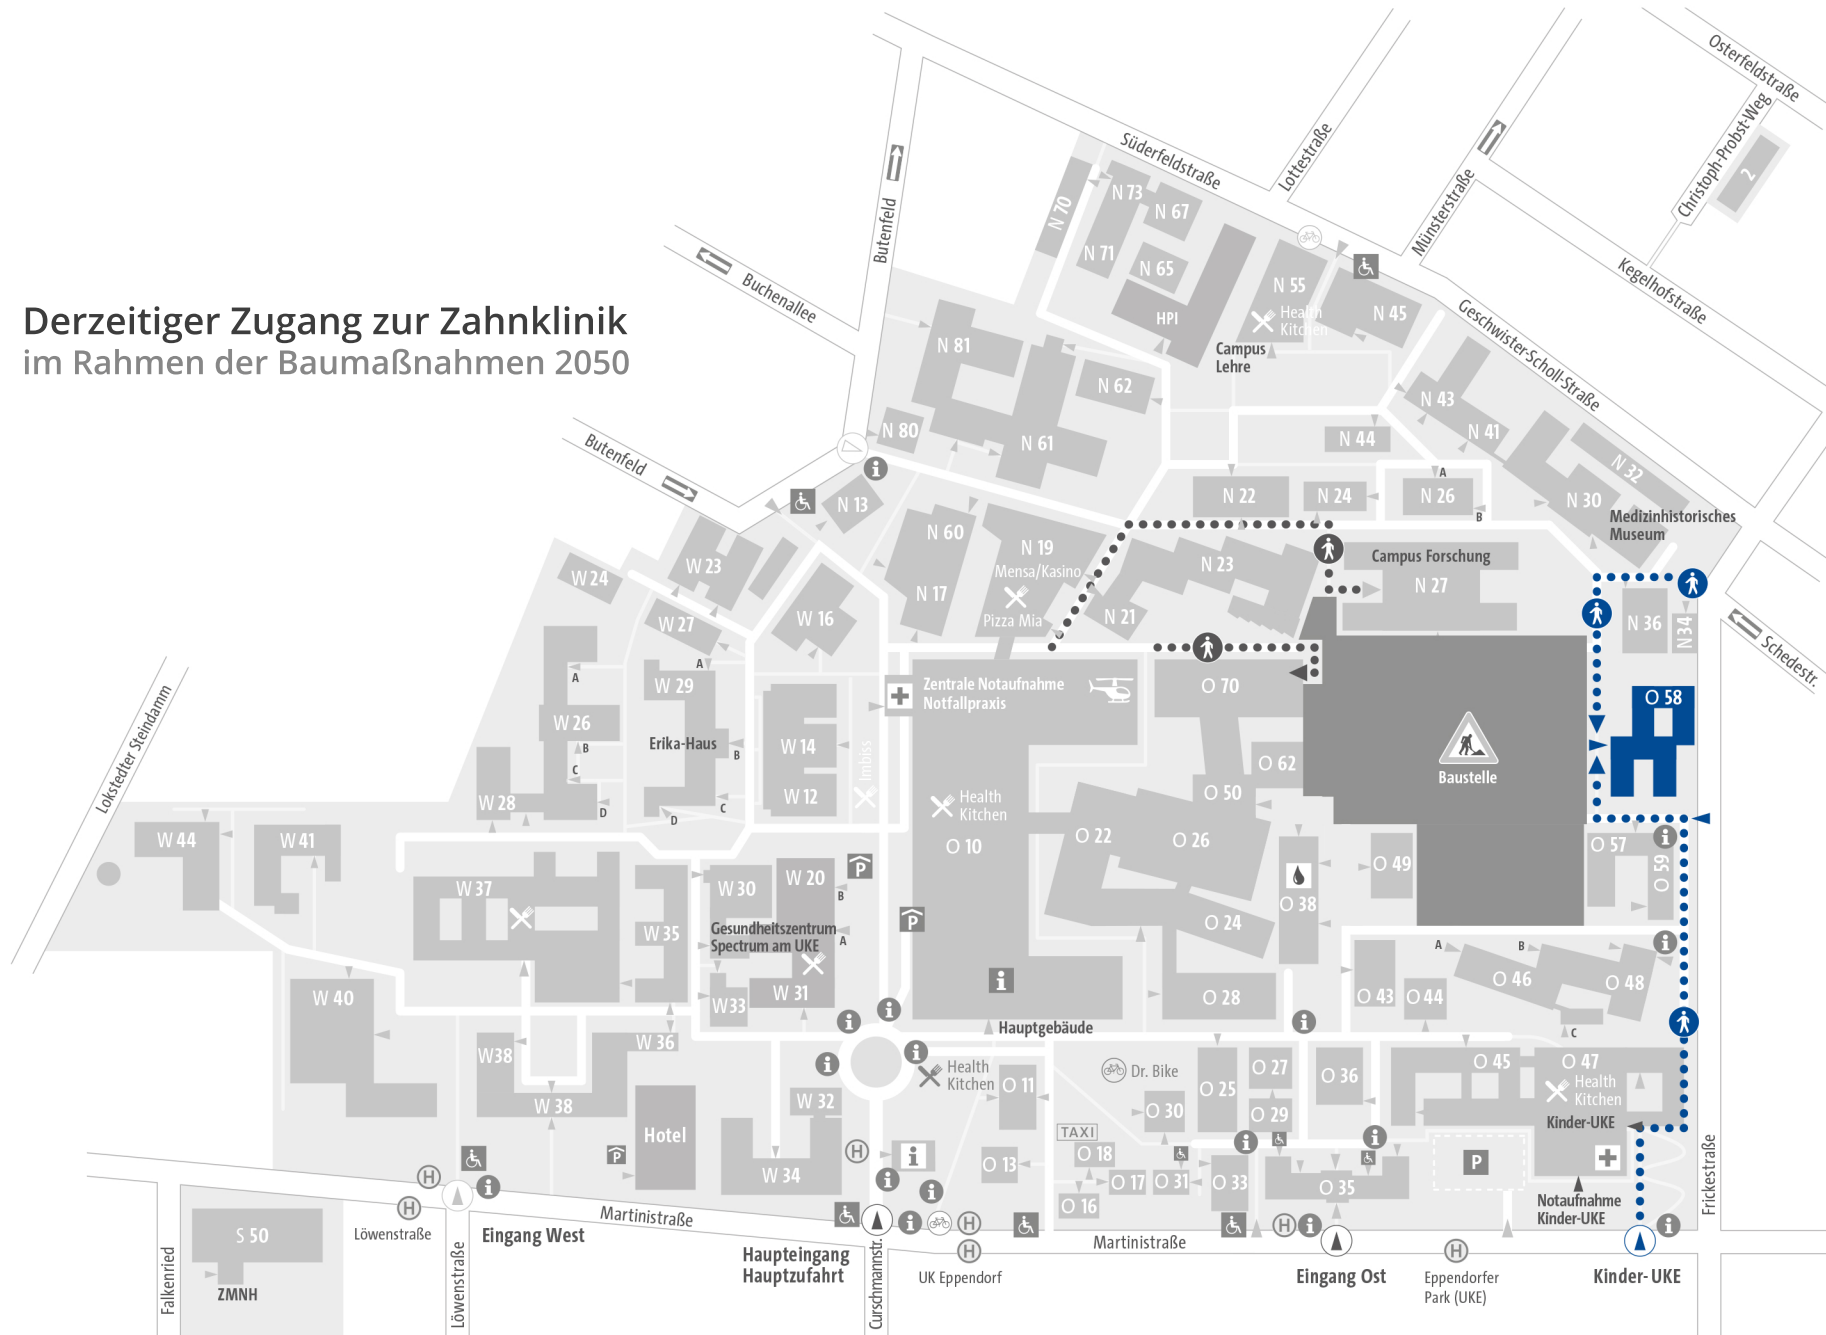 Derzeitiger Zugang zur Zahnklinik
im Rahmen der Baumaßnahmen 2050
Osterfeldstraße
Christoph-Probst-Weg
2
Süderfeldstraße
Lottestraße
Münsterstraße
Kegelhofstraße
Geschwister-Scholl-Straße
Butenfeld
Buchenallee
Butenfeld
N 70
N 73
N 67
N 71
N 65
HPI
N 55
Health
Kitchen
N 45
Campus
Lehre
N 81
N 62
N 80
N 61
N 43
N 41
N 44
N 32
N 30
Medizinhistorisches
Museum
N 22
N 24
A
N 26
B
i
N 13
N 60
N 17
N 19
Mensa/Kasino
Pizza Mia
N 21
N 23
Campus Forschung
N 27
N 36
N34
Schedestr.
W 23
W 24
W 27
W 16
A
W 29
A
W 26
B
C
D
Erika-Haus
B
C
D
W 14
W 12
Imbiss
Zentrale Notaufnahme
Notfallpraxis
O 70
O 58
Baustelle
O 62
O 50
Health
Kitchen
O 10
O 22
O 26
O 24
O 38
O 49
O 57
i
O 59
Lokstedter Steindamm
W 28
W 44
W 41
W 37
W 35
W 30
W 20
B
A
P
P
Gesundheitszentrum
Spectrum am UKE
W 31
W 33
W 40
W38
W 36
W 38
i
Hauptgebäude
O 28
O 43
O 44
A
B
O 46
O 48
C
i
i
i
i
i
i
Health
Kitchen
O 11
Dr. Bike
O 25
O 27
O 29
O 30
O 36
O 45
O 47
Health
Kitchen
Kinder-UKE
Hotel
P
W 32
W 34
H
i
i
i
O 13
TAXI
O 18
O 17
O 16
O 31
O 33
O 35
i
i
P
Notaufnahme
Kinder-UKE
Frickestraße
H
H
i
i
H
H
H
i
H
i
Martinistraße
Martinistraße
Löwenstraße
Eingang West
Haupteingang
Hauptzufahrt
UK Eppendorf
Eingang Ost
Eppendorfer
Park (UKE)
Kinder-UKE
S 50
ZMNH
Falkenried
Löwenstraße
Curschmannstr.